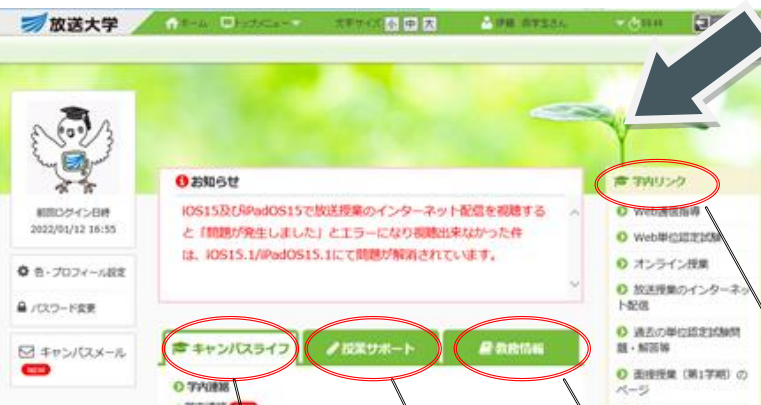 放送大学
ホーム
トップメニュー
文字サイズ 小 中 大
お知らせ
iOS15及びiPadOS15で放送授業のインターネット配信を視聴する
と「問題が発生しました」とエラーになり視聴出来なかった件
は、iOS15.1/iPadOS15.1にて問題が解消されています。
前回ログイン日時
2022/01/12 16:55
色・プロフィール設定
パスワード変更
キャンパスメール
NEW
キャンパスライフ
授業サポート
教務情報
学内連絡
学内リンク
Web通信指導
Web単位認定試験
オンライン授業
放送授業のインターネッ
ト配信
過去の単位認定試験問
題・解答等
面接授業（第1学期）の
ページ